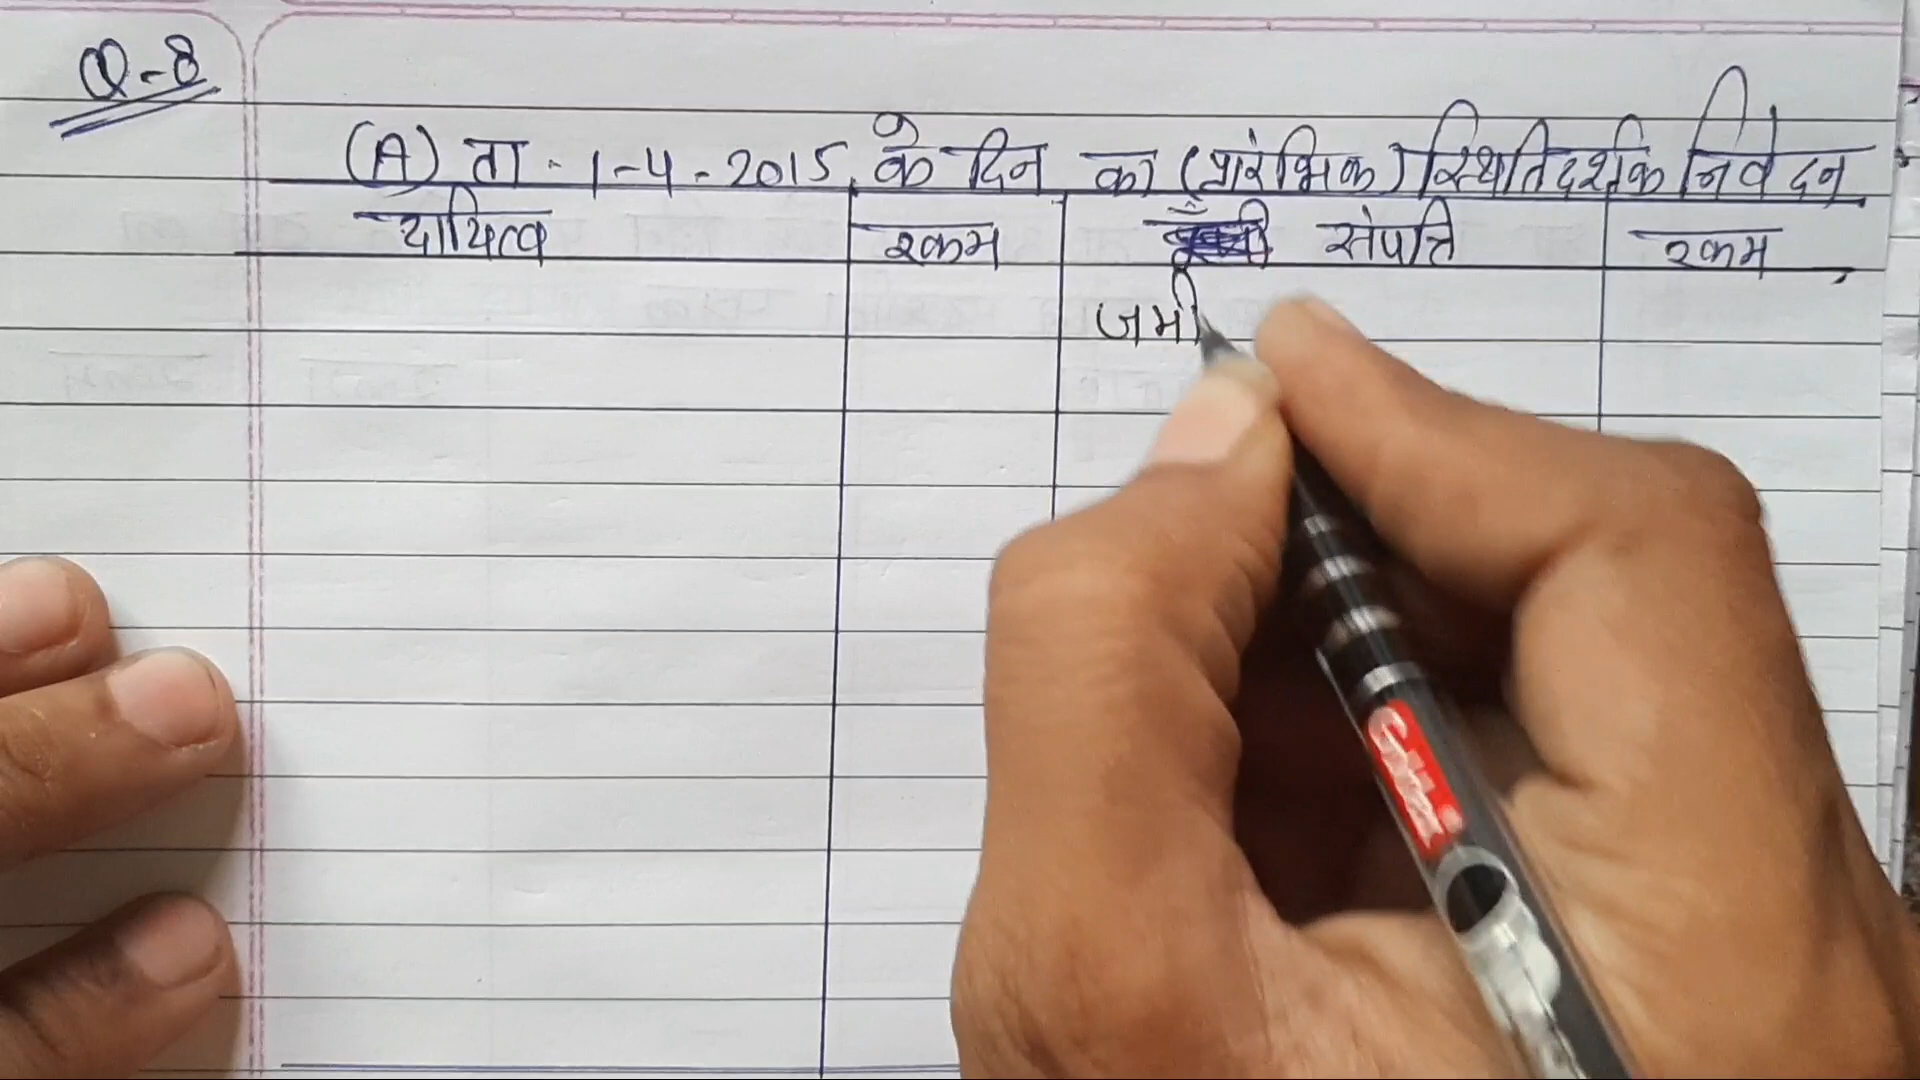 Q-8
(A) ता. 1-4-2015 के दिन का (प्रारंभिक) स्थितिदर्शक निवेदन
दायित्व रकम संपत्ति रकम
जमी